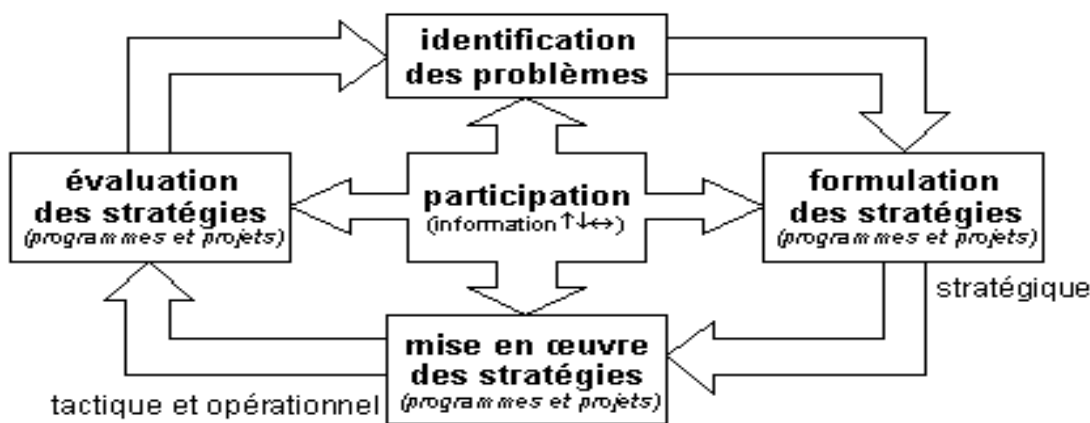 identification
des problèmes
évaluation
des stratégies
(programmes et projets)
participation
(information ↑↓↔)
formulation
des stratégies
(programmes et projets)
stratégique
mise en œuvre
des stratégies
(programmes et projets)
tactique et opérationnel